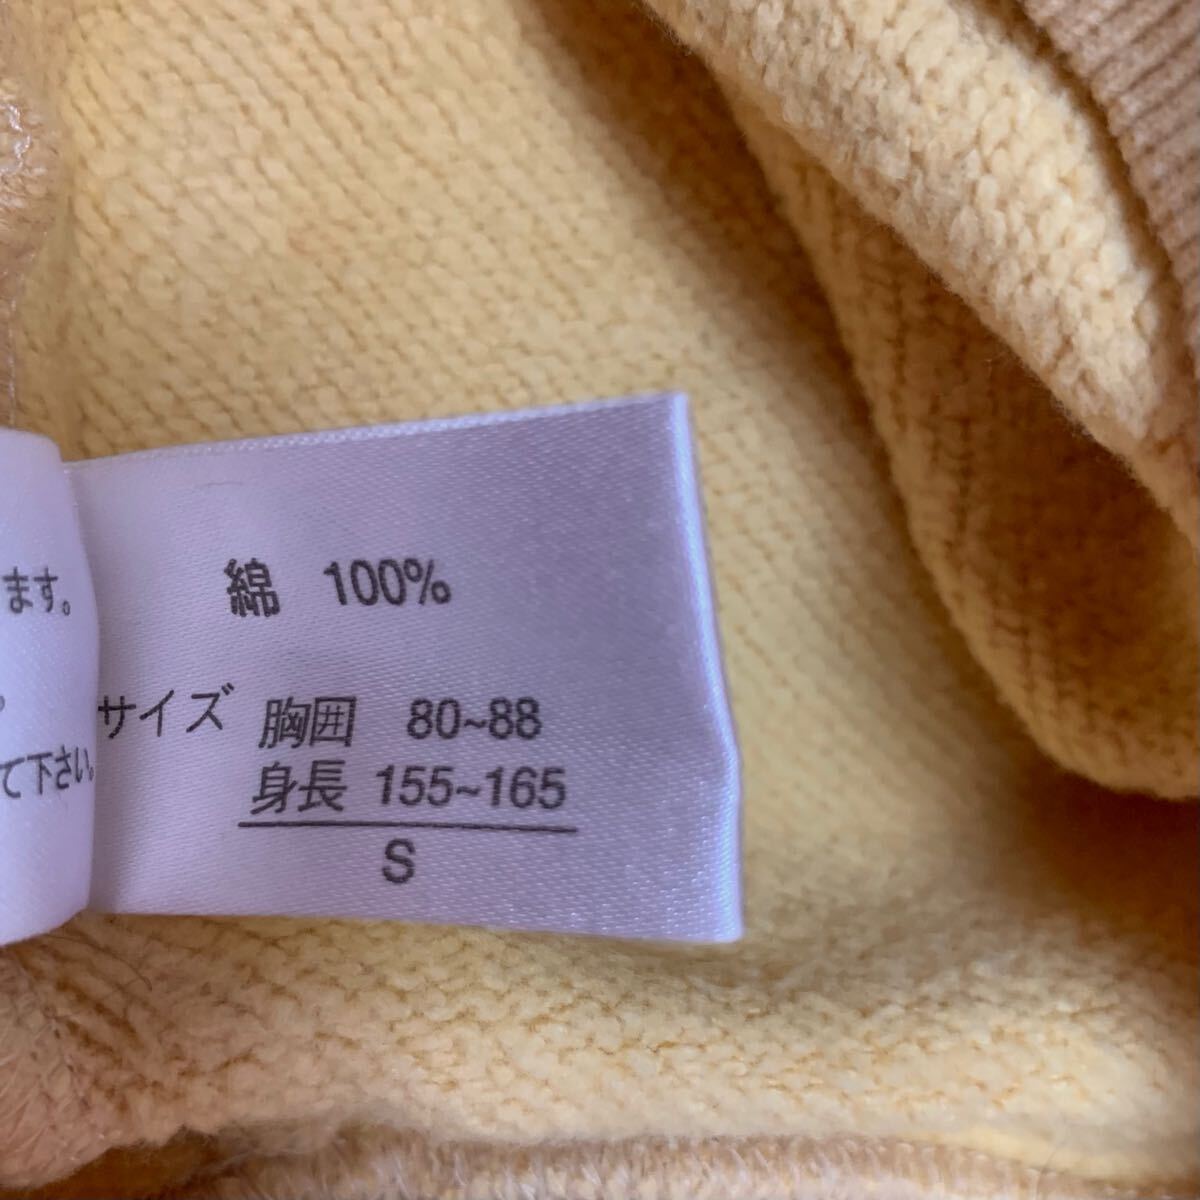 ます。
。
て下さい。
綿 100%
サイズ 胸囲 80~88
身長 155~165
S